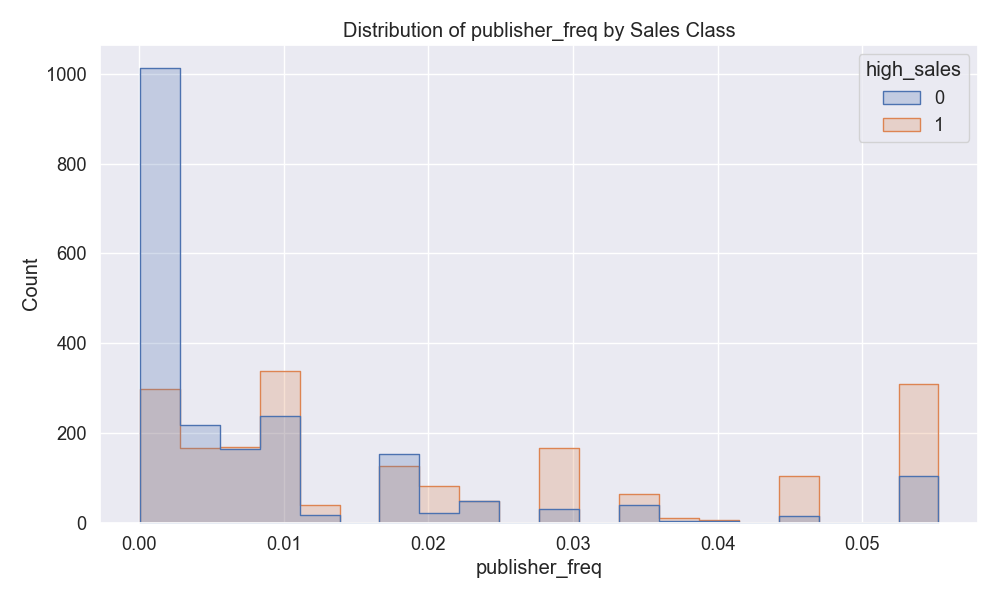 Distribution of publisher_freq by Sales Class
high_sales
0
1
Count
1000
800
600
400
200
0
0.00 0.01 0.02 0.03 0.04 0.05
publisher_freq